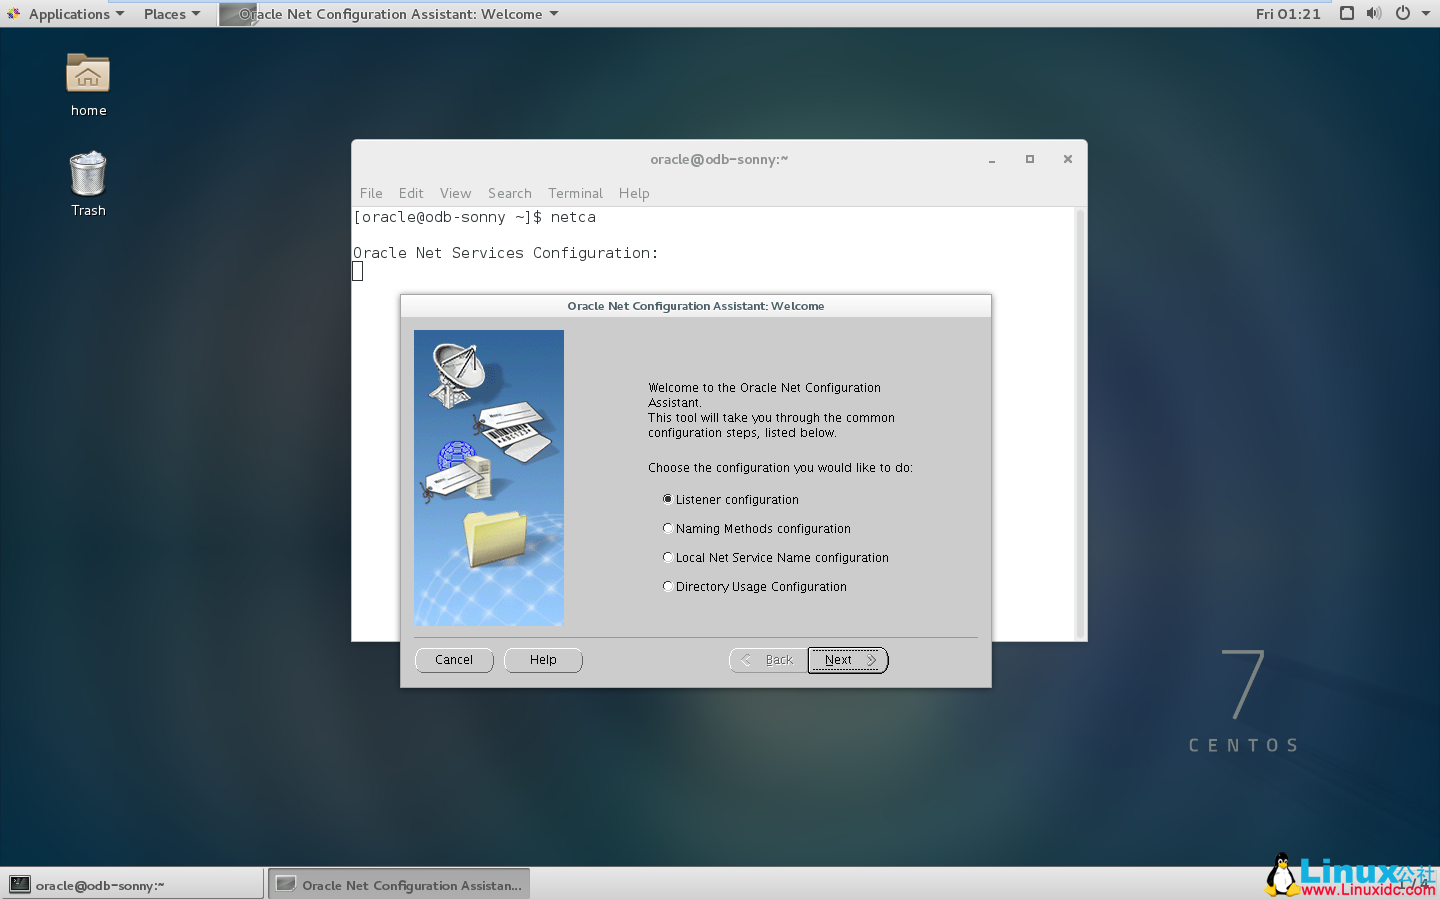 Applications Places Oracle Net Configuration Assistant: Welcome Fri 01:21
home
Trash
oracle@odb-sonny:~
File Edit View Search Terminal Help
[oracle@odb-sonny ~]$ netca
Oracle Net Services Configuration:
Oracle Net Configuration Assistant: Welcome
Welcome to the Oracle Net Configuration
Assistant.
This tool will take you through the common
configuration steps, listed below.
Choose the configuration you would like to do:
Listener configuration
Naming Methods configuration
Local Net Service Name configuration
Directory Usage Configuration
Cancel Help Back Next
7
CENTOS
oracle@odb-sonny:~ Oracle Net Configuration Assistan...
Linux公社
www.Linuxidc.com
1 / 4